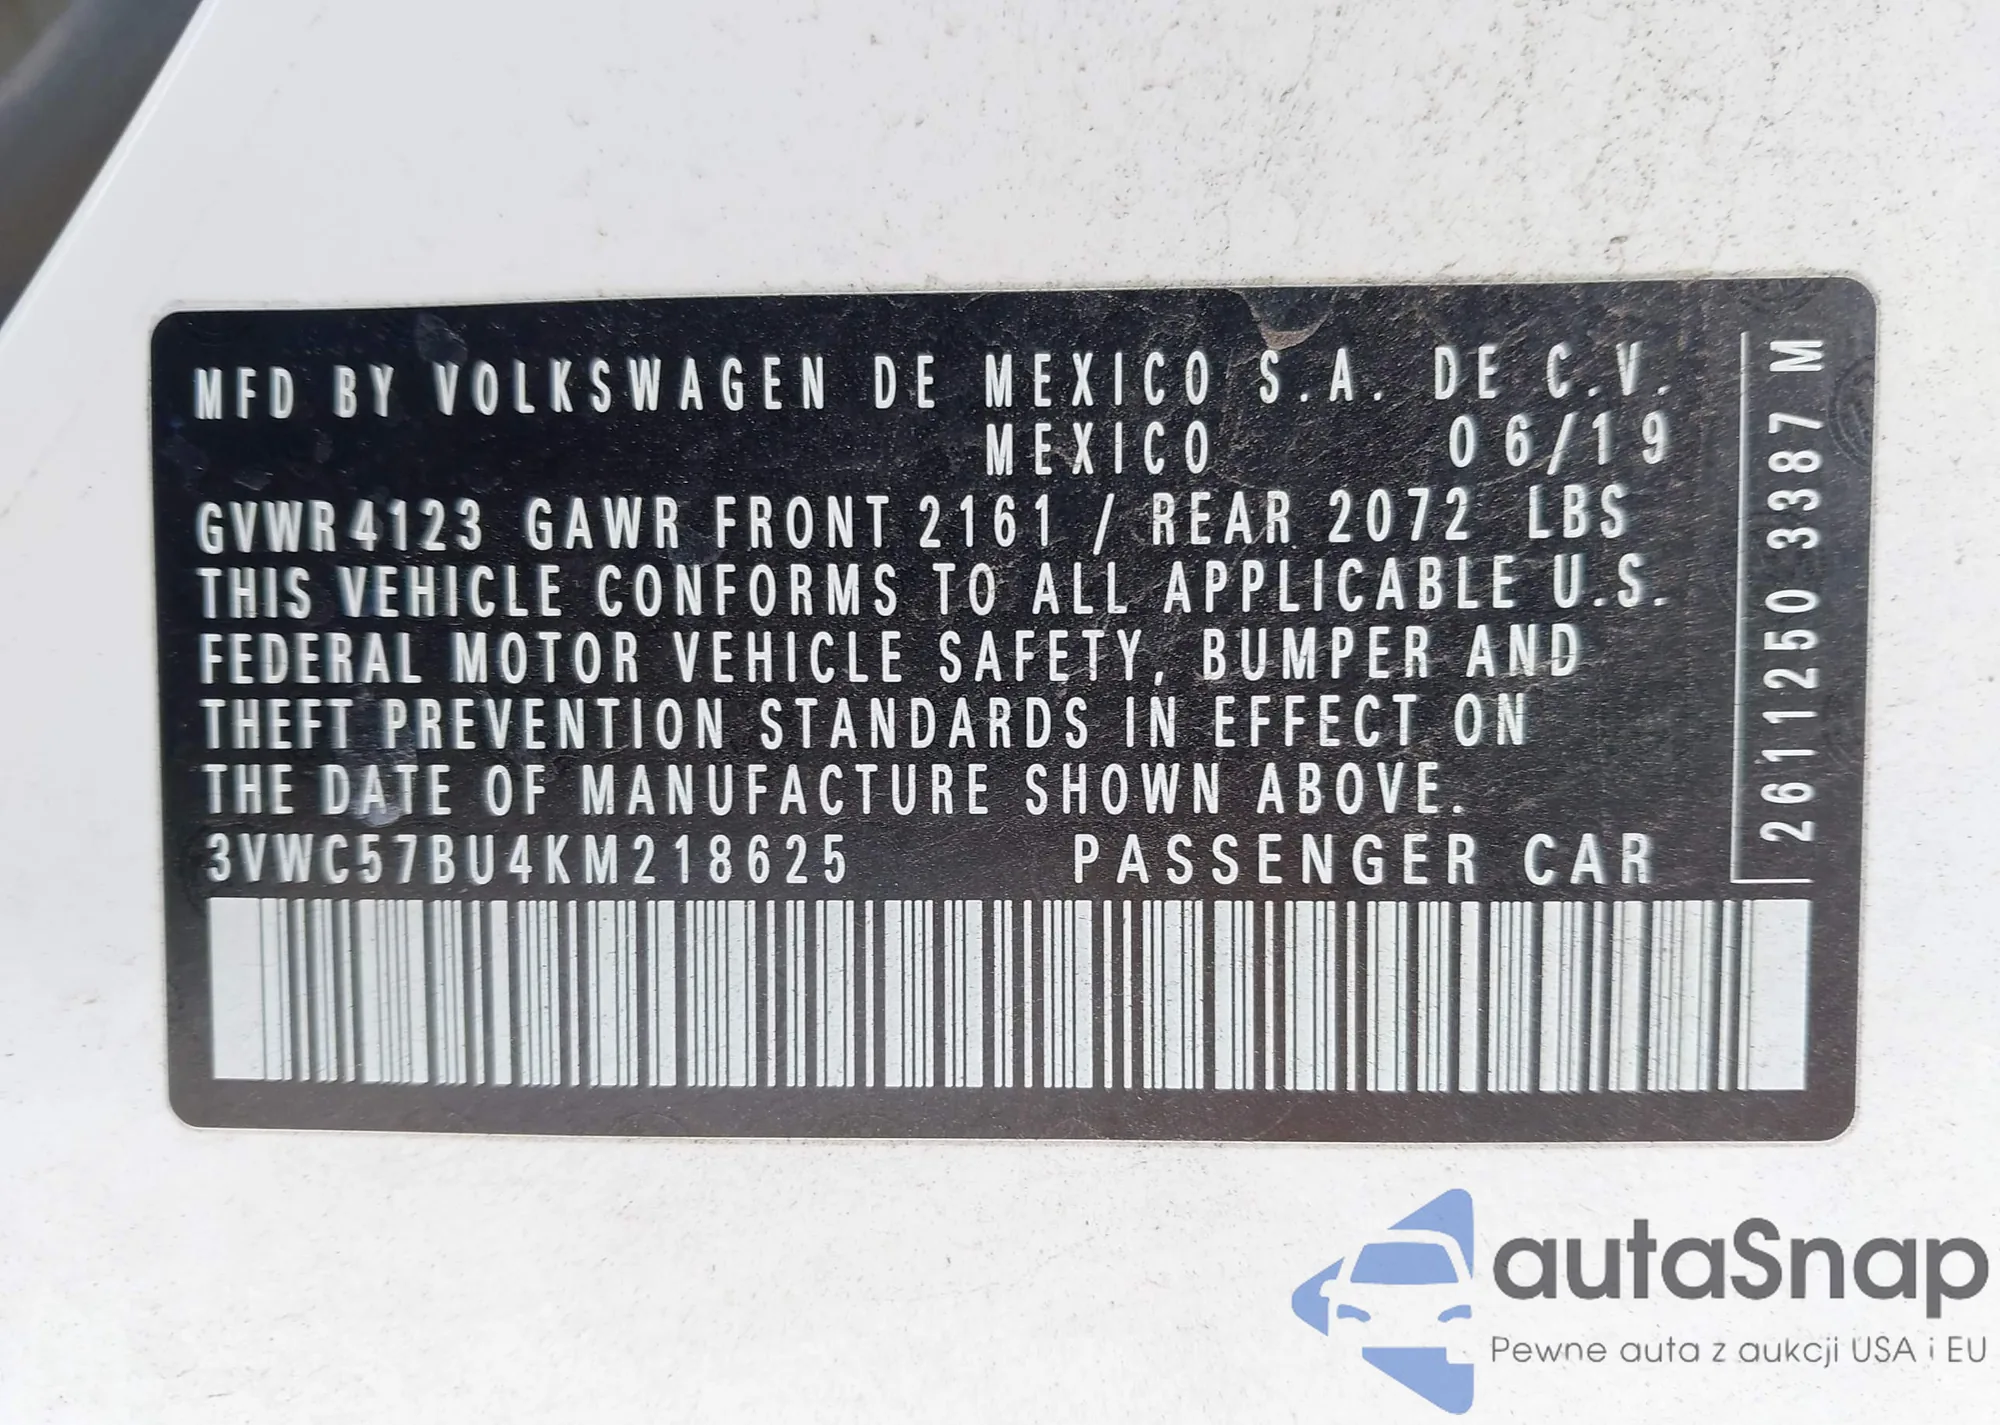 MFD BY VOLKSWAGEN DE MEXICO S.A. DE C.V.
MEXICO 06/19
GVWR 4123 GAWR FRONT 2161 / REAR 2072 LBS
THIS VEHICLE CONFORMS TO ALL APPLICABLE U.S.
FEDERAL MOTOR VEHICLE SAFETY, BUMPER AND
THEFT PREVENTION STANDARDS IN EFFECT ON
THE DATE OF MANUFACTURE SHOWN ABOVE.
3VWC57BU4KM218625 PASSENGER CAR
2611250 3387 M
autaSnap
Pewne auta z aukcji USA i EU